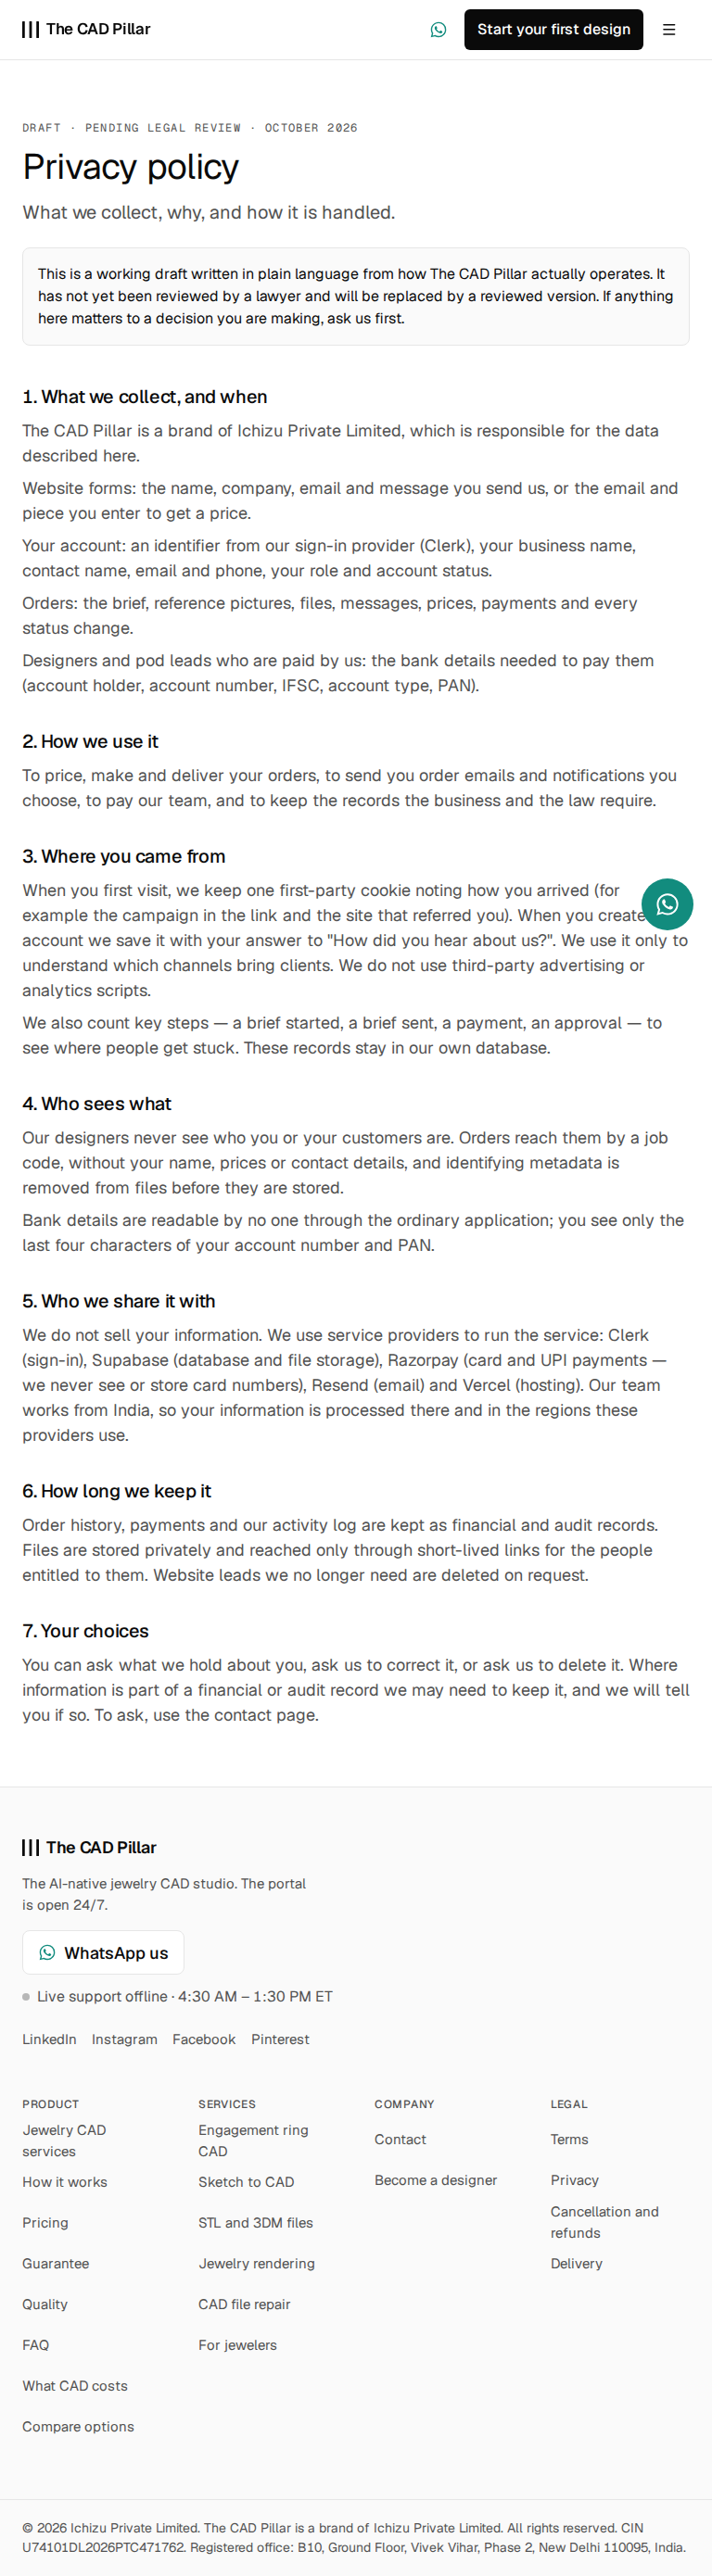 The CAD Pillar
Start your first design
DRAFT · PENDING LEGAL REVIEW · OCTOBER 2026
Privacy policy
What we collect, why, and how it is handled.
This is a working draft written in plain language from how The CAD Pillar actually operates. It
has not yet been reviewed by a lawyer and will be replaced by a reviewed version. If anything
here matters to a decision you are making, ask us first.
1. What we collect, and when
The CAD Pillar is a brand of Ichizu Private Limited, which is responsible for the data
described here.
Website forms: the name, company, email and message you send us, or the email and
piece you enter to get a price.
Your account: an identifier from our sign-in provider (Clerk), your business name,
contact name, email and phone, your role and account status.
Orders: the brief, reference pictures, files, messages, prices, payments and every
status change.
Designers and pod leads who are paid by us: the bank details needed to pay them
(account holder, account number, IFSC, account type, PAN).
2. How we use it
To price, make and deliver your orders, to send you order emails and notifications you
choose, to pay our team, and to keep the records the business and the law require.
3. Where you came from
When you first visit, we keep one first-party cookie noting how you arrived (for
example the campaign in the link and the site that referred you). When you create
account we save it with your answer to "How did you hear about us?". We use it only to
understand which channels bring clients. We do not use third-party advertising or
analytics scripts.
We also count key steps — a brief started, a brief sent, a payment, an approval — to
see where people get stuck. These records stay in our own database.
4. Who sees what
Our designers never see who you or your customers are. Orders reach them by a job
code, without your name, prices or contact details, and identifying metadata is
removed from files before they are stored.
Bank details are readable by no one through the ordinary application; you see only the
last four characters of your account number and PAN.
5. Who we share it with
We do not sell your information. We use service providers to run the service: Clerk
(sign-in), Supabase (database and file storage), Razorpay (card and UPI payments —
we never see or store card numbers), Resend (email) and Vercel (hosting). Our team
works from India, so your information is processed there and in the regions these
providers use.
6. How long we keep it
Order history, payments and our activity log are kept as financial and audit records.
Files are stored privately and reached only through short-lived links for the people
entitled to them. Website leads we no longer need are deleted on request.
7. Your choices
You can ask what we hold about you, ask us to correct it, or ask us to delete it. Where
information is part of a financial or audit record we may need to keep it, and we will tell
you if so. To ask, use the contact page.
The CAD Pillar
The AI-native jewelry CAD studio. The portal
is open 24/7.
WhatsApp us
Live support offline · 4:30 AM – 1:30 PM ET
LinkedIn Instagram Facebook Pinterest
PRODUCT
Jewelry CAD
services
How it works
Pricing
Guarantee
Quality
FAQ
What CAD costs
Compare options
SERVICES
Engagement ring
CAD
Sketch to CAD
STL and 3DM files
Jewelry rendering
CAD file repair
For jewelers
COMPANY
Contact
Become a designer
LEGAL
Terms
Privacy
Cancellation and
refunds
Delivery
© 2026 Ichizu Private Limited. The CAD Pillar is a brand of Ichizu Private Limited. All rights reserved. CIN
U74101DL2026PTC471762. Registered office: B10, Ground Floor, Vivek Vihar, Phase 2, New Delhi 110095, India.